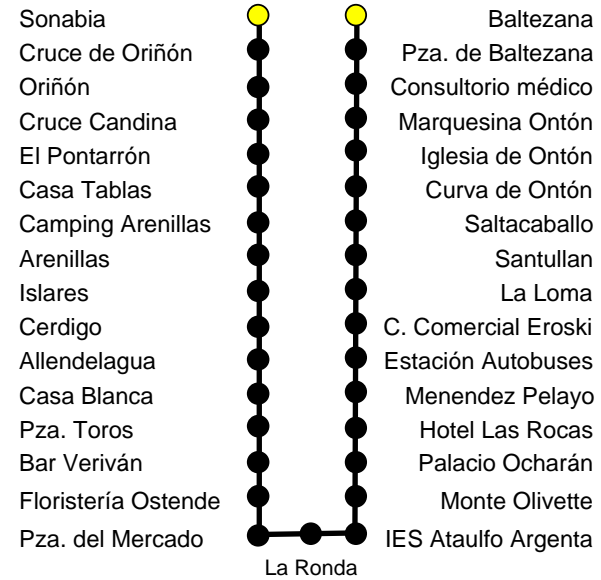 Sonabia
Cruce de Oriñón
Oriñón
Cruce Candina
El Pontarrón
Casa Tablas
Camping Arenillas
Arenillas
Islares
Cerdigo
Allendelagua
Casa Blanca
Pza. Toros
Bar Veriván
Floristería Ostende
Pza. del Mercado
La Ronda
Baltezana
Pza. de Baltezana
Consultorio médico
Marquesina Ontón
Iglesia de Ontón
Curva de Ontón
Saltacaballo
Santullan
La Loma
C. Comercial Eroski
Estación Autobuses
Menendez Pelayo
Hotel Las Rocas
Palacio Ocharán
Monte Olivette
IES Ataulfo Argenta